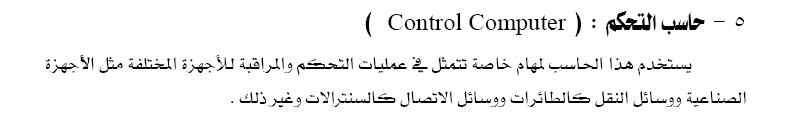 ٥ - حاسب التحكم : ( Control Computer )
يستخدم هذا الحاسب لمهام خاصة تتمثل في عمليات التحكم والمراقبة للأجهزة المختلفة مثل الأجهزة
الصناعية ووسائل النقل كالطائرات ووسائل الاتصال كالسنترالات وغير ذلك .